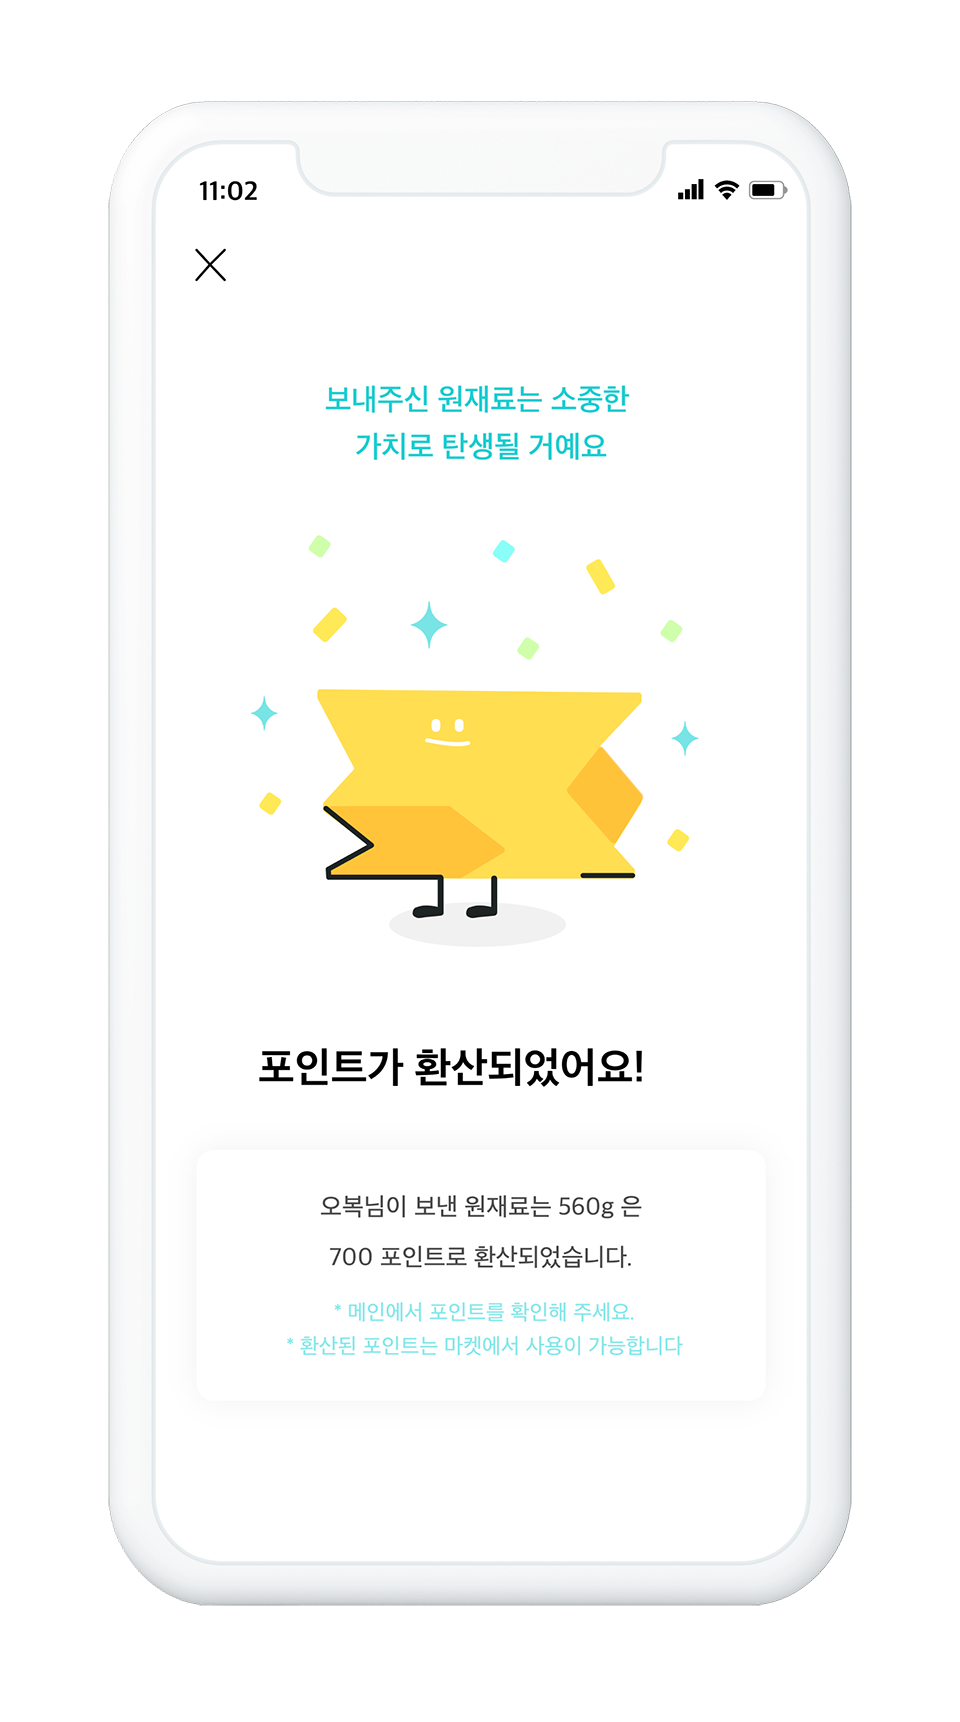 11:02
보내주신 원재료는 소중한
가치로 탄생될 거예요
포인트가 환산되었어요!
오복님이 보낸 원재료는 560g 은
700 포인트로 환산되었습니다.
* 메인에서 포인트를 확인해 주세요.
* 환산된 포인트는 마켓에서 사용이 가능합니다